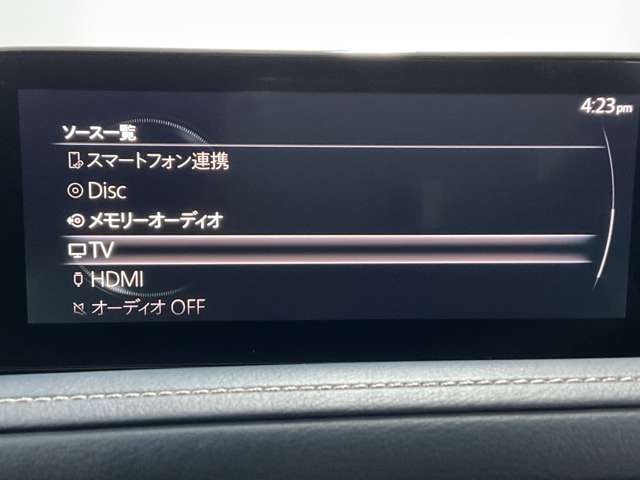 4:23pm
ソース一覧
スマートフォン連携
Disc
メモリーオーディオ
TV
HDMI
オーディオ OFF